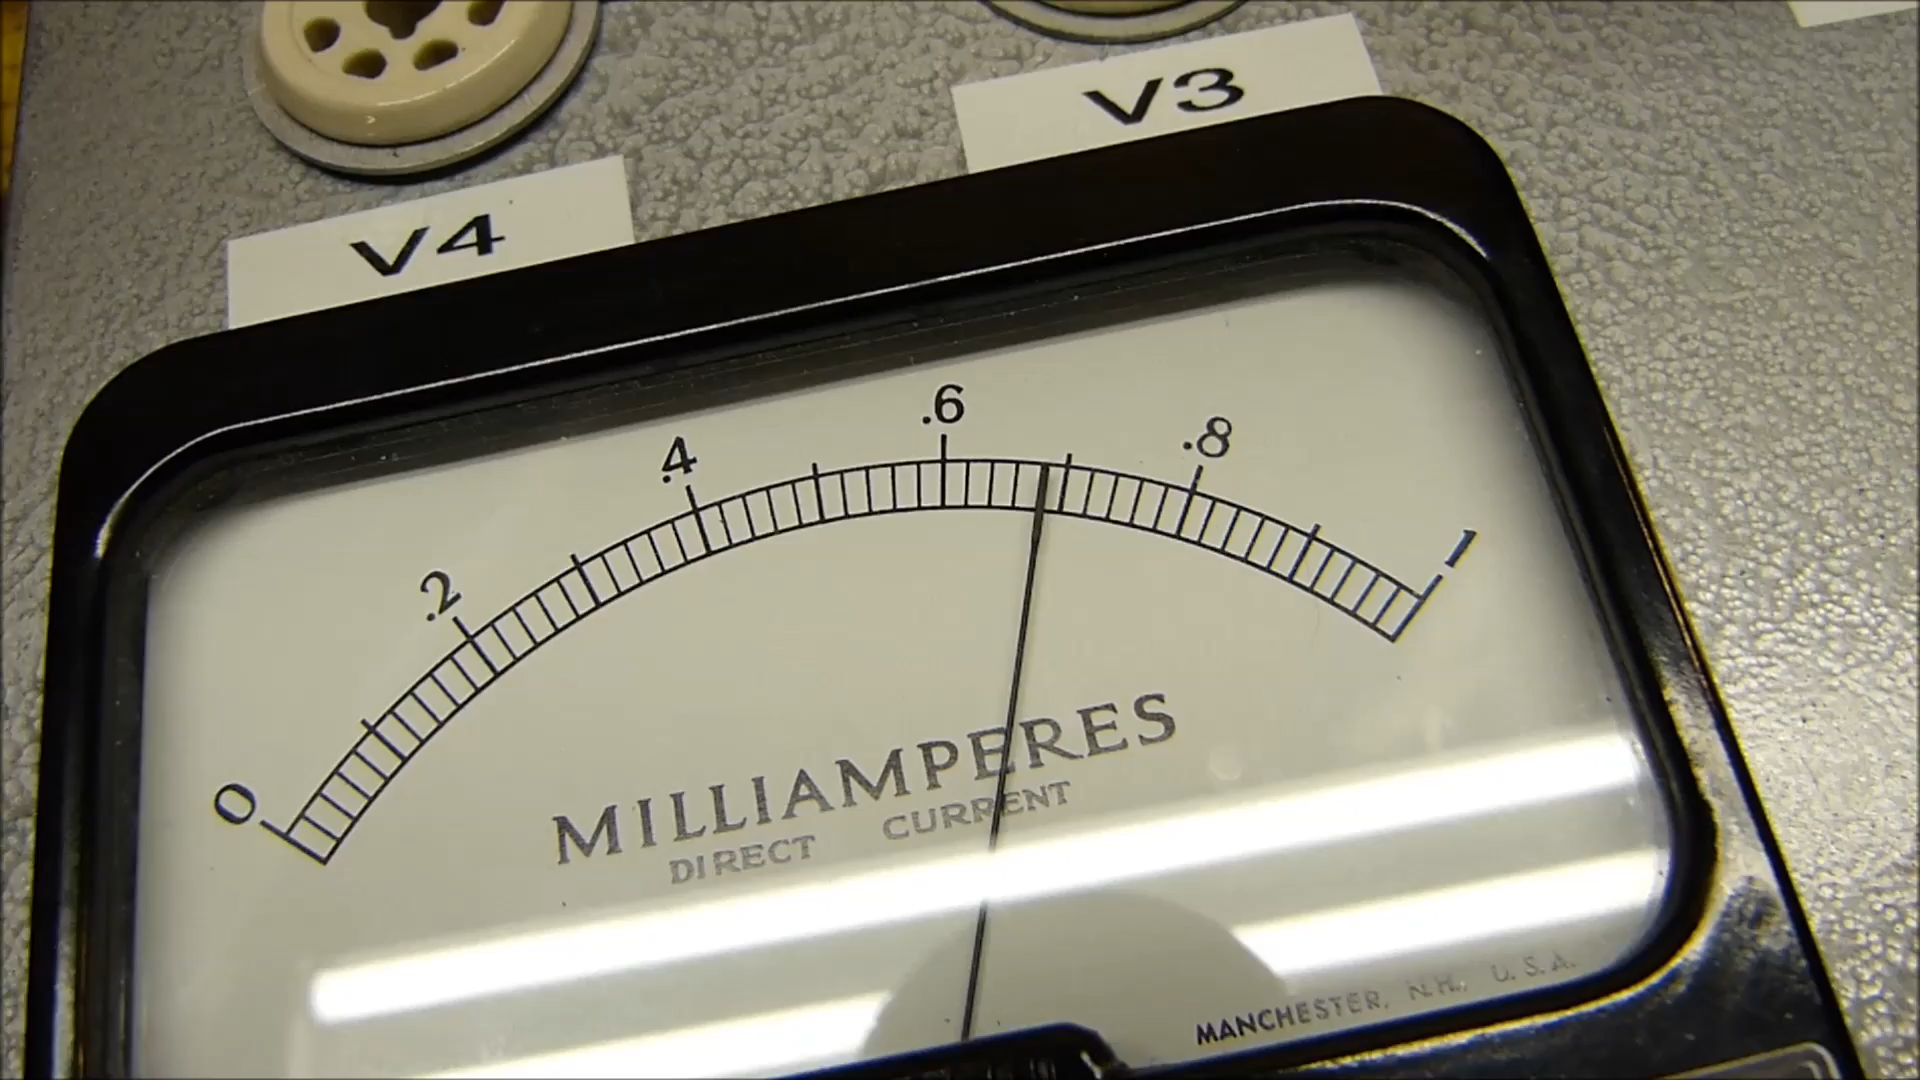 V3
V4
0 .2 .4 .6 .8 1
MILLIAMPERES
DIRECT CURRENT
MANCHESTER, N.H., U.S.A.